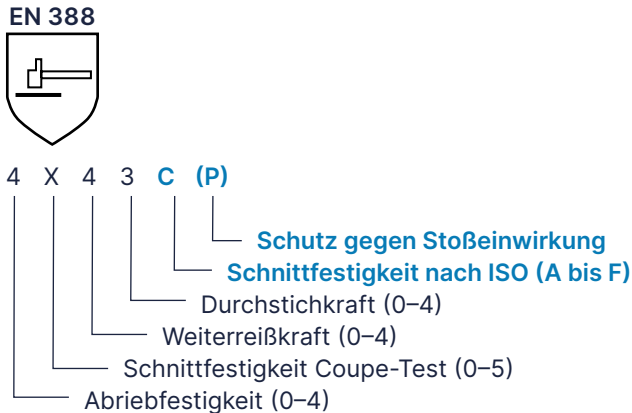 EN 388
4 X 4 3 C (P)
Schutz gegen Stoßeinwirkung
Schnittfestigkeit nach ISO (A bis F)
Durchstichkraft (0–4)
Weiterreißkraft (0–4)
Schnittfestigkeit Coupe-Test (0–5)
Abriebfestigkeit (0–4)